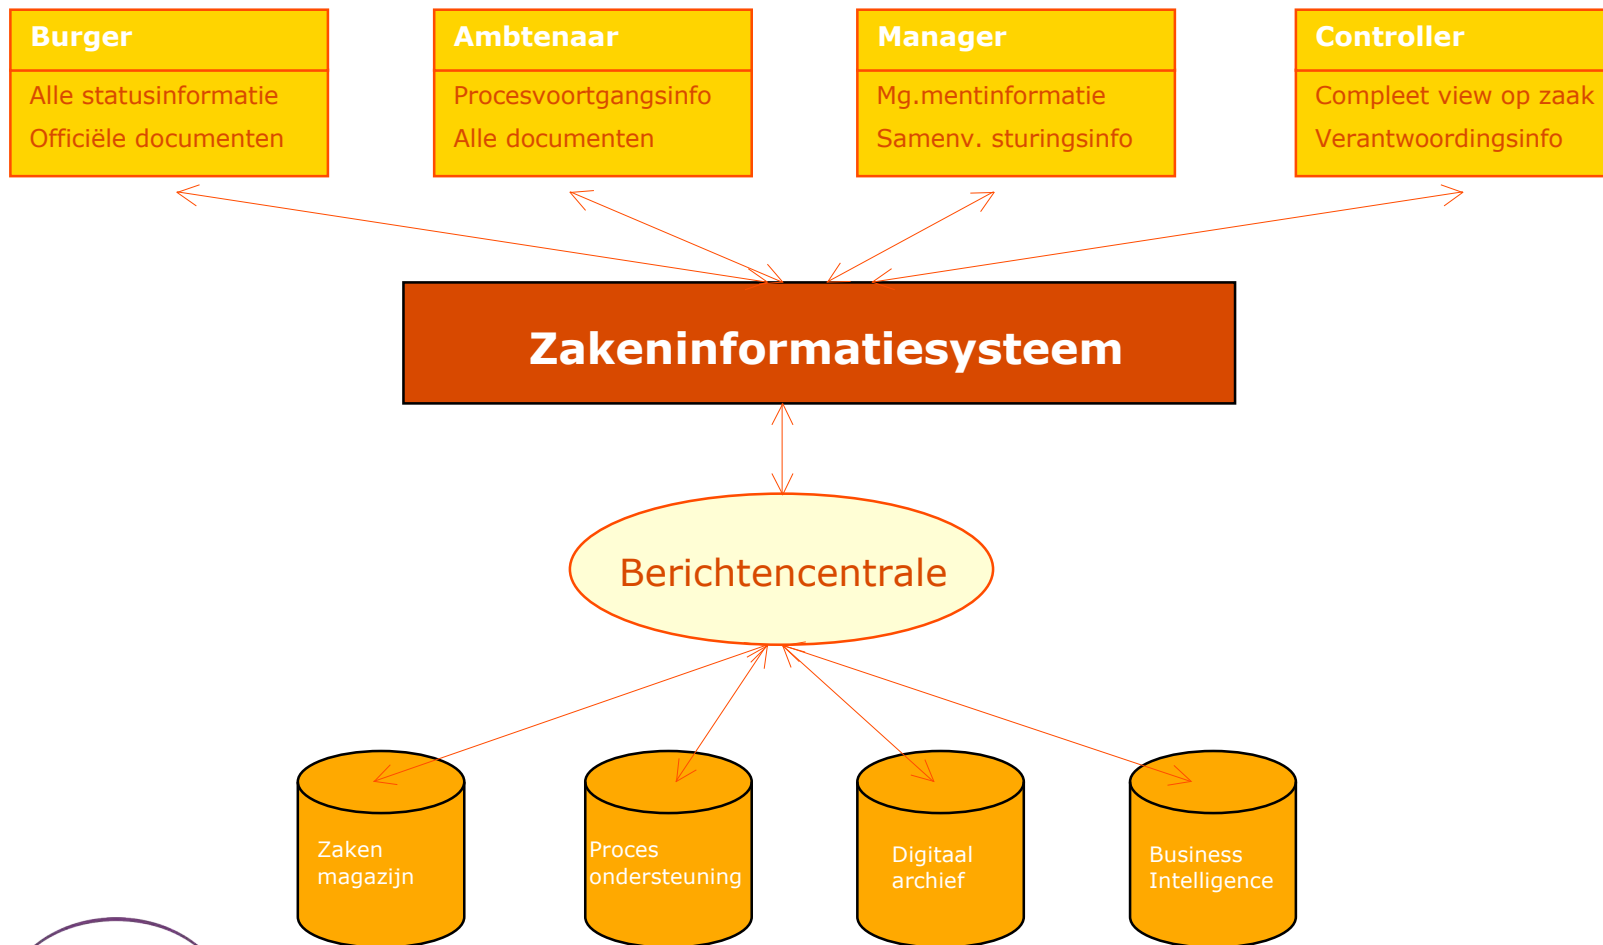 Burger
Alle statusinformatie
Officiële documenten
Ambtenaar
Procesvoortgangsinfo
Alle documenten
Manager
Mg.mentinformatie
Samenv. sturingsinfo
Controller
Compleet view op zaak
Verantwoordingsinfo
Zakeninformatiesysteem
Berichtencentrale
Zaken
magazijn
Proces
ondersteuning
Digitaal
archief
Business
Intelligence